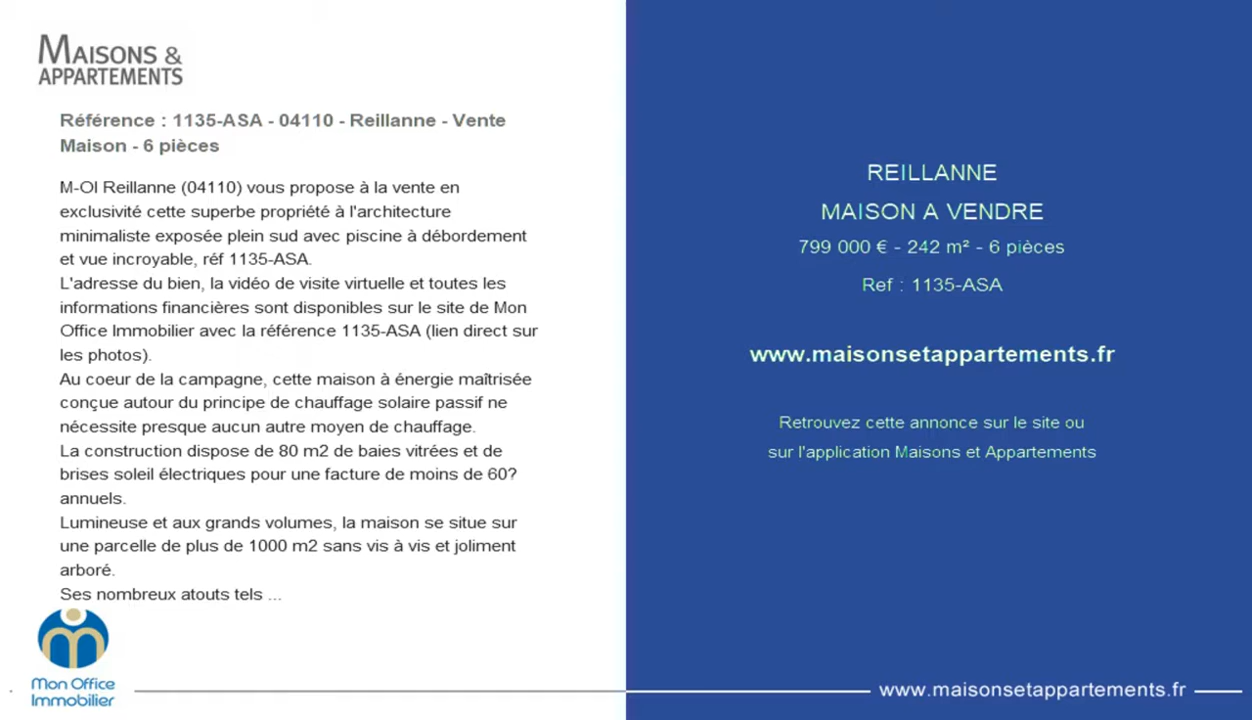 MAISONS &
APPARTEMENTS
Référence : 1135-ASA - 04110 - Reillanne - Vente
Maison - 6 pièces
M-OI Reillanne (04110) vous propose à la vente en
exclusivité cette superbe propriété à l'architecture
minimaliste exposée plein sud avec piscine à débordement
et vue incroyable, réf 1135-ASA.
L'adresse du bien, la vidéo de visite virtuelle et toutes les
informations financières sont disponibles sur le site de Mon
Office Immobilier avec la référence 1135-ASA (lien direct sur
les photos).
Au coeur de la campagne, cette maison à énergie maîtrisée
conçue autour du principe de chauffage solaire passif ne
nécessite presque aucun autre moyen de chauffage.
La construction dispose de 80 m2 de baies vitrées et de
brises soleil électriques pour une facture de moins de 60?
annuels.
Lumineuse et aux grands volumes, la maison se situe sur
une parcelle de plus de 1000 m2 sans vis à vis et joliment
arboré.
Ses nombreux atouts tels ...
Mon Office
Immobilier
REILLANNE
MAISON A VENDRE
799 000 € - 242 m² - 6 pièces
Ref : 1135-ASA
www.maisonsetappartements.fr
Retrouvez cette annonce sur le site ou
sur l'application Maisons et Appartements
www.maisonsetappartements.fr